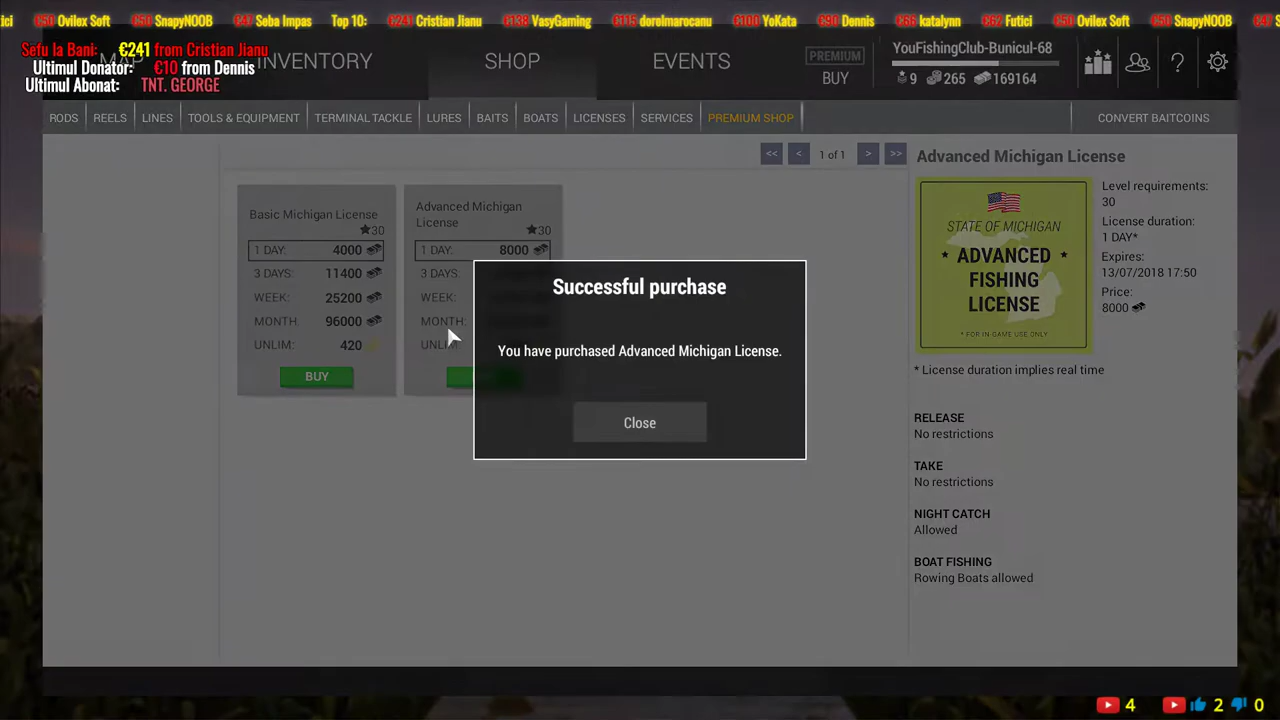 tici €50 Ovilex Soft €50 SnapyNOOB €47 Seba Impas Top 10: €241 Cristian Jianu €138 VasyGaming €115 dorelmarocanu €100 YoKata €90 Dennis €66 katalynn €62 Futici €50 Ovilex Soft €50 SnapyNOOB €47
Sefu la Bani: €241 from Cristian Jianu
Ultimul Donator: €10 from Dennis
Ultimul Abonat: TNT. GEORGE
MAP INVENTORY SHOP EVENTS
PREMIUM
BUY
YouFishingClub-Bunicul-68
9 265 169164
?
RODS REELS LINES TOOLS & EQUIPMENT TERMINAL TACKLE LURES BAITS BOATS LICENSES SERVICES PREMIUM SHOP CONVERT BAITCOINS
<< < 1 of 1 > >>
Basic Michigan License
30
1 DAY: 4000
3 DAYS: 11400
WEEK: 25200
MONTH: 96000
UNLIM: 420
BUY
Advanced Michigan
License
30
1 DAY: 8000
3 DAYS:
WEEK:
MONTH:
UNLIM:
Successful purchase
You have purchased Advanced Michigan License.
Close
Advanced Michigan License
STATE OF MICHIGAN
ADVANCED
FISHING
LICENSE
* FOR IN-GAME USE ONLY
Level requirements:
30
License duration:
1 DAY*
Expires:
13/07/2018 17:50
Price:
8000
* License duration implies real time
RELEASE
No restrictions
TAKE
No restrictions
NIGHT CATCH
Allowed
BOAT FISHING
Rowing Boats allowed
4 2 0